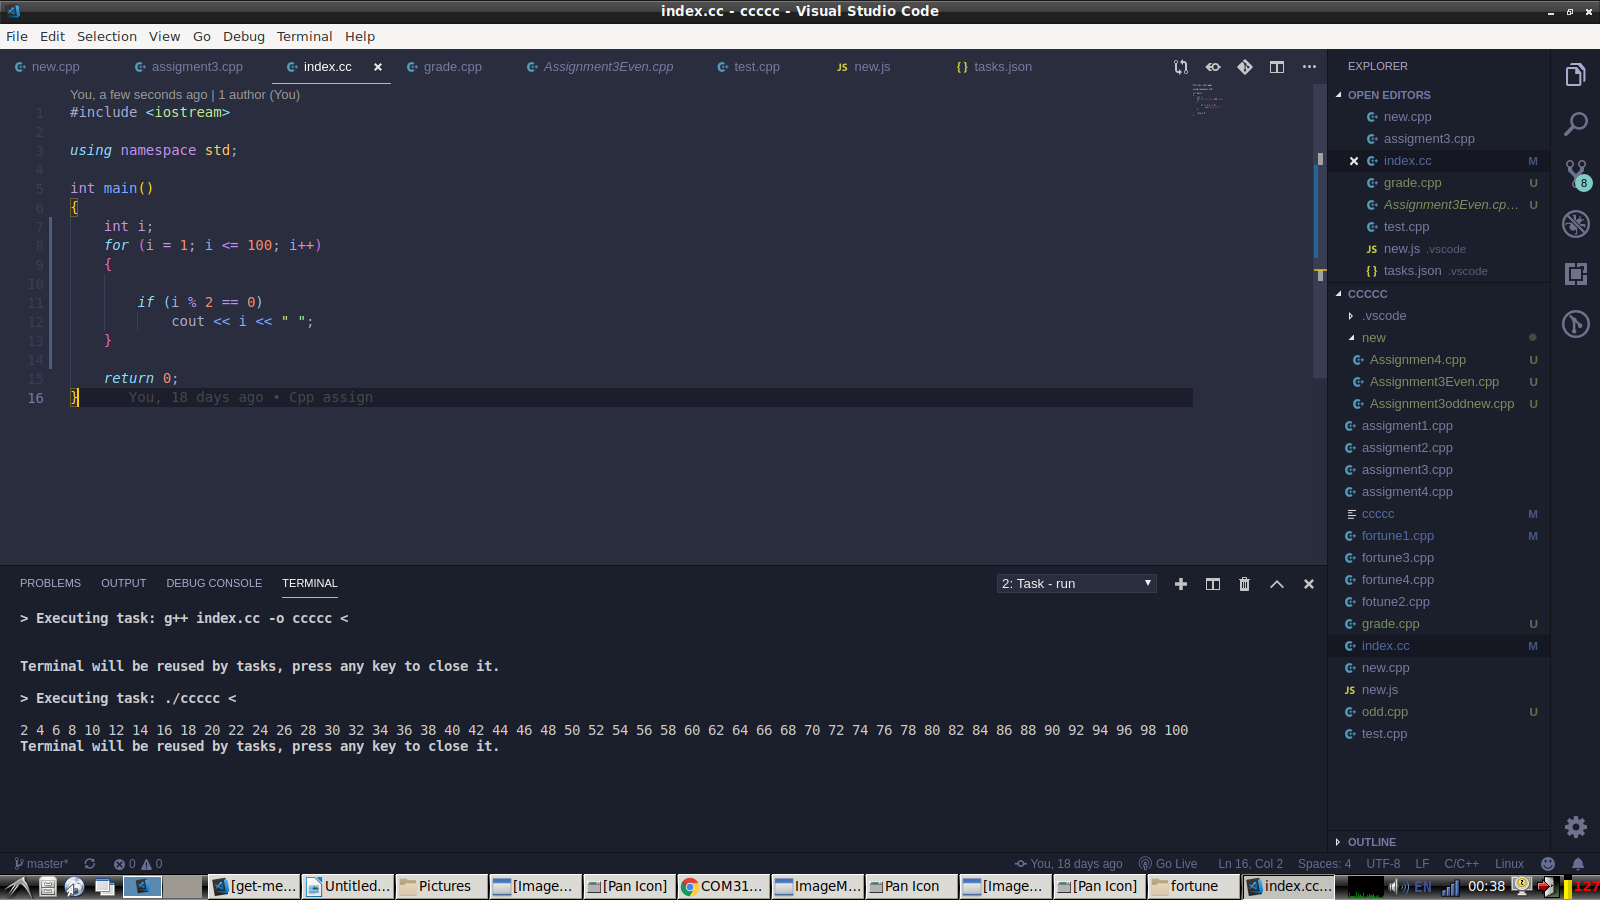 index.cc - ccccc - Visual Studio Code
File Edit Selection View Go Debug Terminal Help
new.cpp assigment3.cpp index.cc grade.cpp Assignment3Even.cpp test.cpp JS new.js {} tasks.json
You, a few seconds ago | 1 author (You)
1 #include <iostream>
2
3 using namespace std;
4
5 int main()
6 {
7 int i;
8 for (i = 1; i <= 100; i++)
9 {
10
11 if (i % 2 == 0)
12 cout << i << " ";
13 }
14
15 return 0;
16 } You, 18 days ago • Cpp assign
PROBLEMS OUTPUT DEBUG CONSOLE TERMINAL
2: Task - run
> Executing task: g++ index.cc -o ccccc <
Terminal will be reused by tasks, press any key to close it.
> Executing task: ./ccccc <
2 4 6 8 10 12 14 16 18 20 22 24 26 28 30 32 34 36 38 40 42 44 46 48 50 52 54 56 58 60 62 64 66 68 70 72 74 76 78 80 82 84 86 88 90 92 94 96 98 100
Terminal will be reused by tasks, press any key to close it.
EXPLORER
OPEN EDITORS
new.cpp
assigment3.cpp
index.cc M
grade.cpp U
Assignment3Even.cp... U
test.cpp
JS new.js .vscode
{} tasks.json .vscode
CCCCC
.vscode
new
Assignmen4.cpp U
Assignment3Even.cpp U
Assignment3oddnew.cpp U
assigment1.cpp
assigment2.cpp
assigment3.cpp
assigment4.cpp
ccccc M
fortune1.cpp M
fortune3.cpp
fortune4.cpp
fotune2.cpp
grade.cpp U
index.cc M
new.cpp
JS new.js
odd.cpp U
test.cpp
OUTLINE
8
master* 0 0 You, 18 days ago Go Live Ln 16, Col 2 Spaces: 4 UTF-8 LF C/C++ Linux
[get-me... Untitled... Pictures [Image... [Pan Icon] COM31... ImageM... Pan Icon [Image... [Pan Icon] fortune index.cc... EN 00:38 127